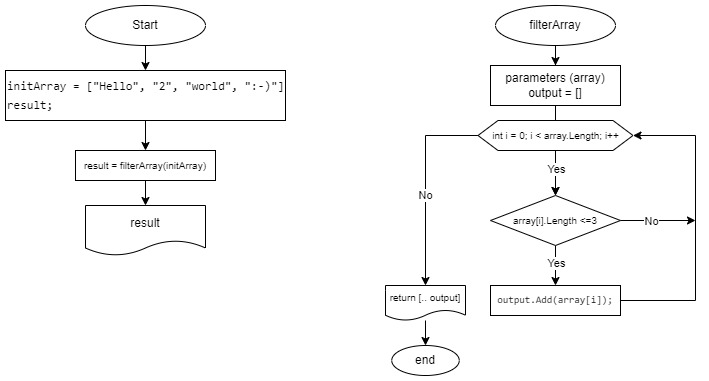 Start
initArray = ["Hello", "2", "world", ":-)"]
result;
result = filterArray(initArray)
result
filterArray
parameters (array)
output = []
int i = 0; i < array.Length; i++
Yes
No
array[i].Length <=3
No
Yes
return [.. output]
output.Add(array[i]);
end